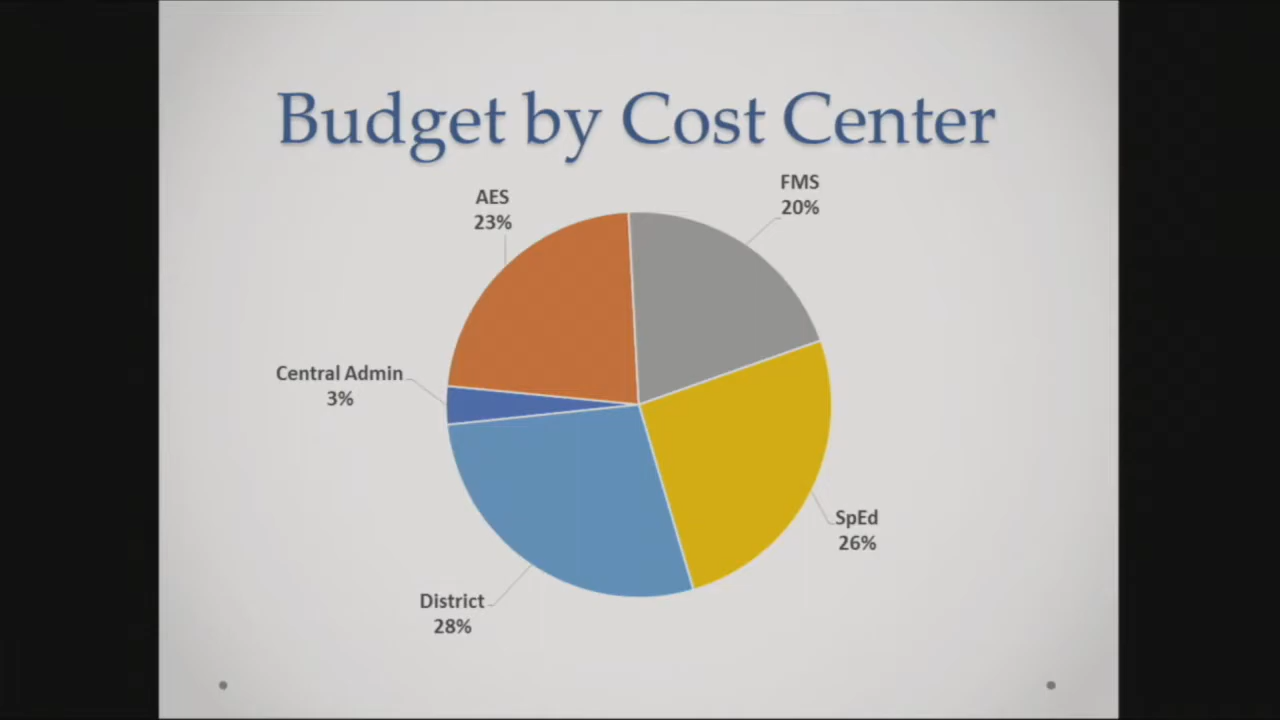 Budget by Cost Center
AES
23%
FMS
20%
Central Admin
3%
SpEd
26%
District
28%